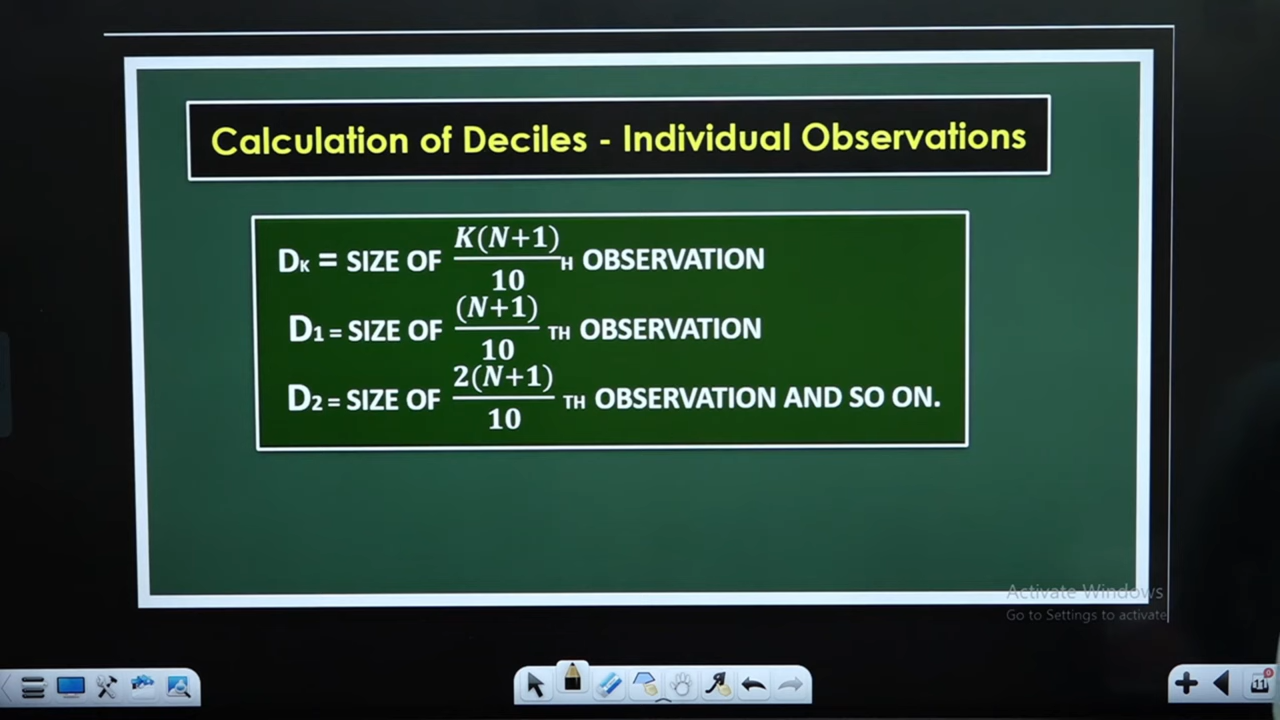 Calculation of Deciles - Individual Observations
DK = SIZE OF K(N+1)/10 H OBSERVATION
D1 = SIZE OF (N+1)/10 TH OBSERVATION
D2 = SIZE OF 2(N+1)/10 TH OBSERVATION AND SO ON.
Activate Windows
Go to Settings to activate
11